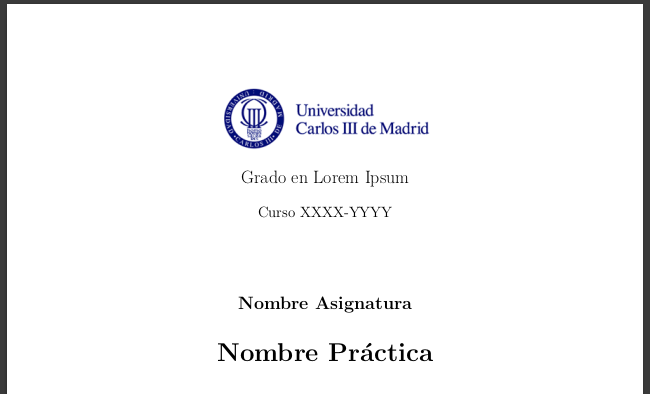 Universidad
Carlos III de Madrid
Grado en Lorem Ipsum
Curso XXXX-YYYY
Nombre Asignatura
Nombre Práctica